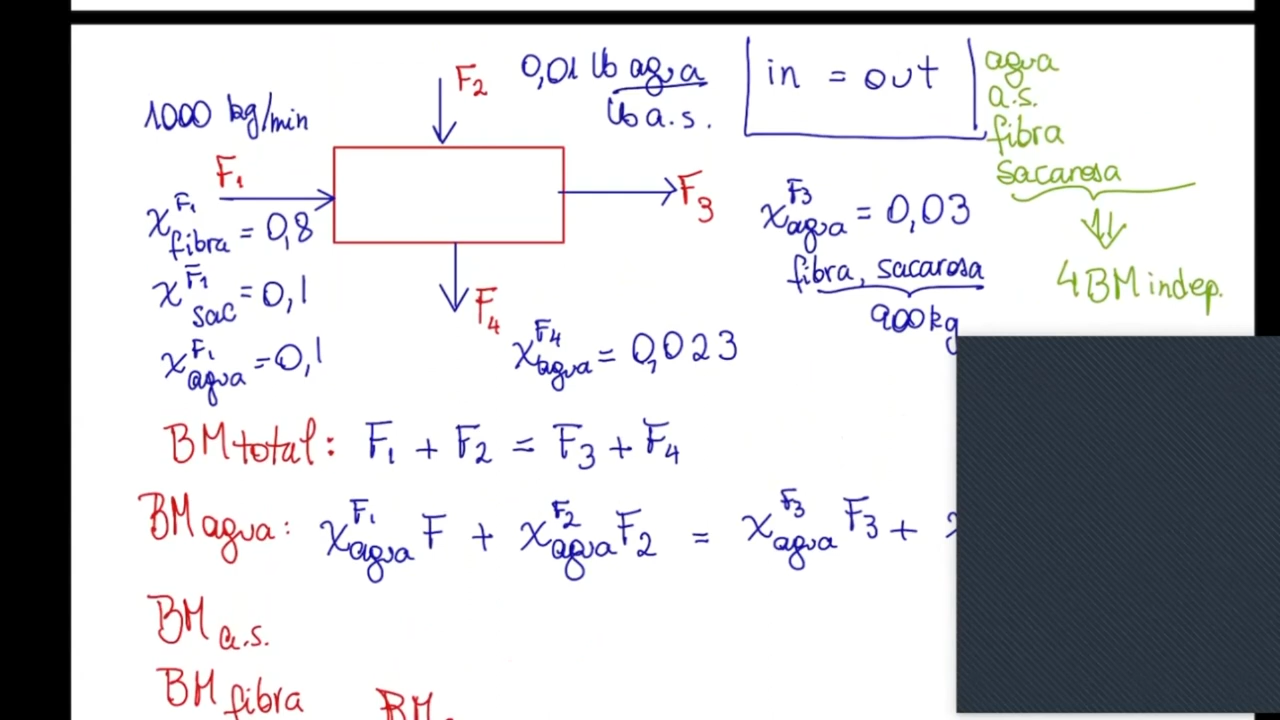 1000 kg/min
F₂
0,01 lb agua
lb a.s.
in = out
agua
a.s.
fibra
sacarosa
4 BM indep.
F₁
x^F₁ fibra = 0,8
x^F₁ sac = 0,1
x^F₁ agua = 0,1
F₃
x^F₃ agua = 0,03
fibra, sacarosa
900 kg
F₄
x^F₄ agua = 0,023
BM total: F₁ + F₂ = F₃ + F₄
BM agua: x^F₁ agua F + x^F₂ agua F₂ = x^F₃ agua F₃ +
BM a.s.
BM fibra
BM